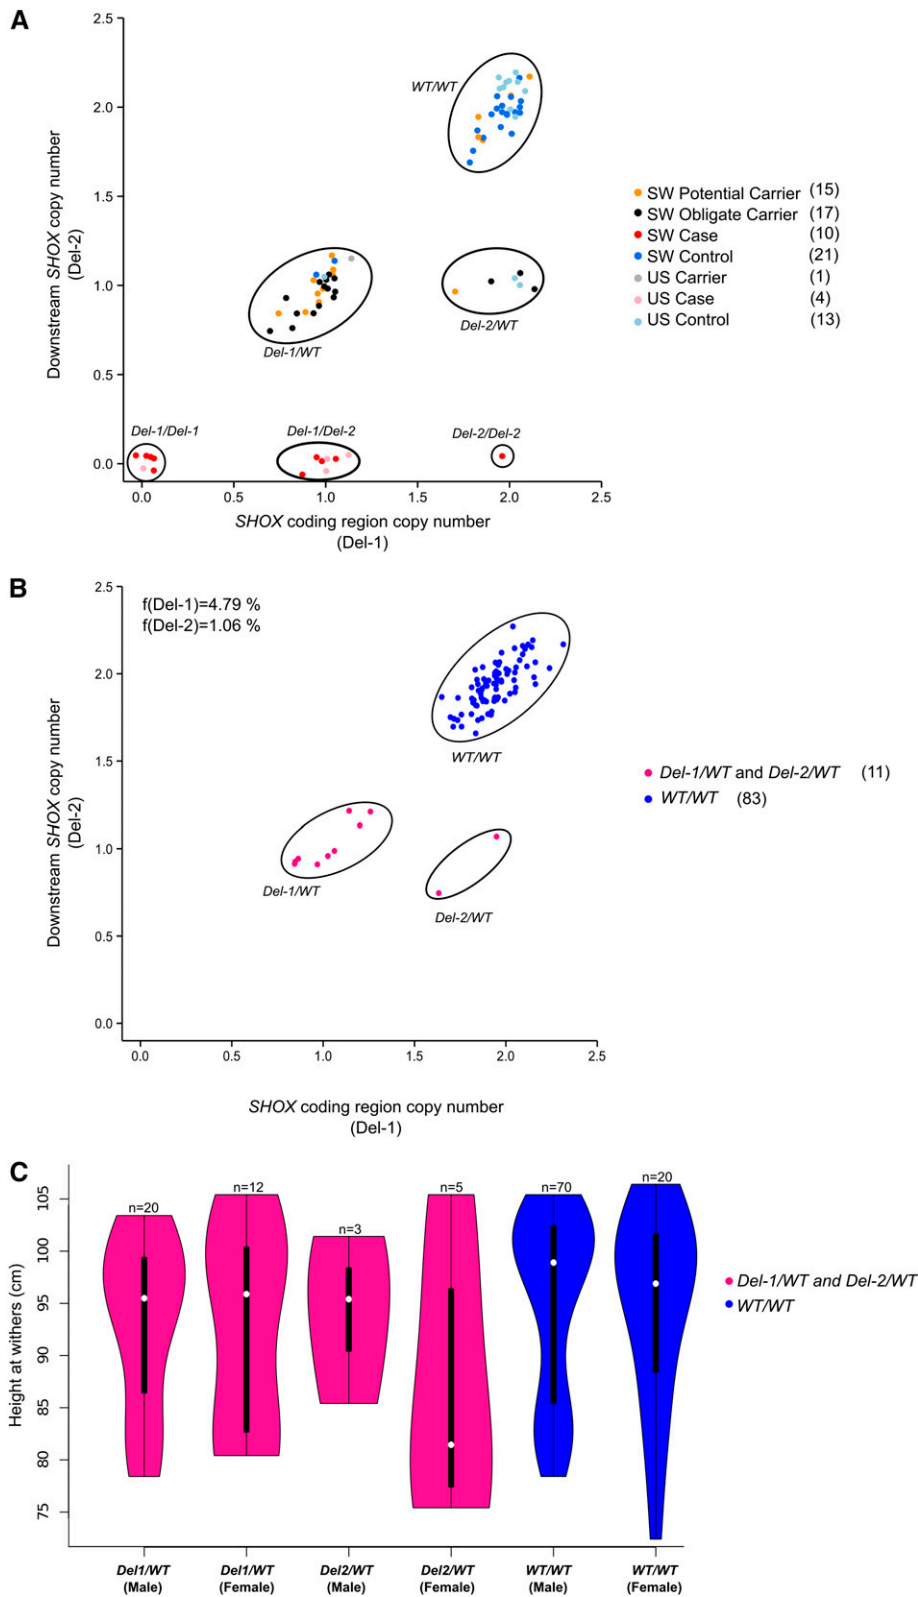 A
2.5
2.0
1.5
1.0
0.5
0.0
Downstream SHOX copy number
(Del-2)
WT/WT
Del-1/WT
Del-2/WT
Del-1/Del-1
Del-1/Del-2
Del-2/Del-2
0.0
0.5
1.0
1.5
2.0
2.5
SHOX coding region copy number
(Del-1)
SW Potential Carrier (15)
SW Obligate Carrier (17)
SW Case (10)
SW Control (21)
US Carrier (1)
US Case (4)
US Control (13)
B
2.5
2.0
1.5
1.0
0.5
0.0
Downstream SHOX copy number
(Del-2)
f(Del-1)=4.79 %
f(Del-2)=1.06 %
WT/WT
Del-1/WT
Del-2/WT
0.0
0.5
1.0
1.5
2.0
2.5
SHOX coding region copy number
(Del-1)
Del-1/WT and Del-2/WT (11)
WT/WT (83)
C
105
100
95
90
85
80
75
Height at withers (cm)
n=20
n=12
n=3
n=5
n=70
n=20
Del1/WT
(Male)
Del1/WT
(Female)
Del2/WT
(Male)
Del2/WT
(Female)
WT/WT
(Male)
WT/WT
(Female)
Del-1/WT and Del-2/WT
WT/WT